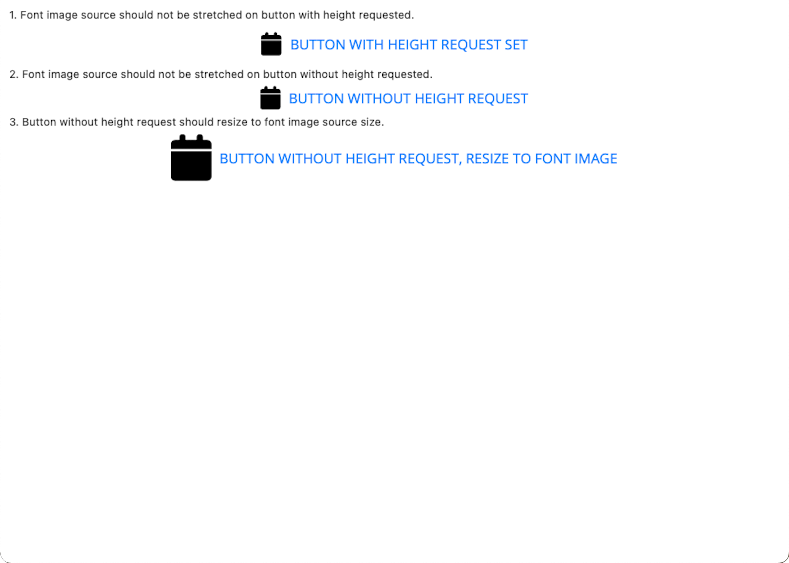 1. Font image source should not be stretched on button with height requested.
BUTTON WITH HEIGHT REQUEST SET
2. Font image source should not be stretched on button without height requested.
BUTTON WITHOUT HEIGHT REQUEST
3. Button without height request should resize to font image source size.
BUTTON WITHOUT HEIGHT REQUEST, RESIZE TO FONT IMAGE